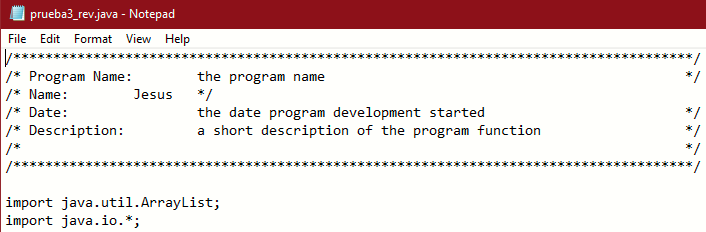 prueba3_rev.java - Notepad
File Edit Format View Help
/*************************************************************************************/
/* Program Name:        the program name                                             */
/* Name:        Jesus   */
/* Date:                the date program development started                         */
/* Description:         a short description of the program function                  */
/*                                                                                   */
/*************************************************************************************/
import java.util.ArrayList;
import java.io.*;